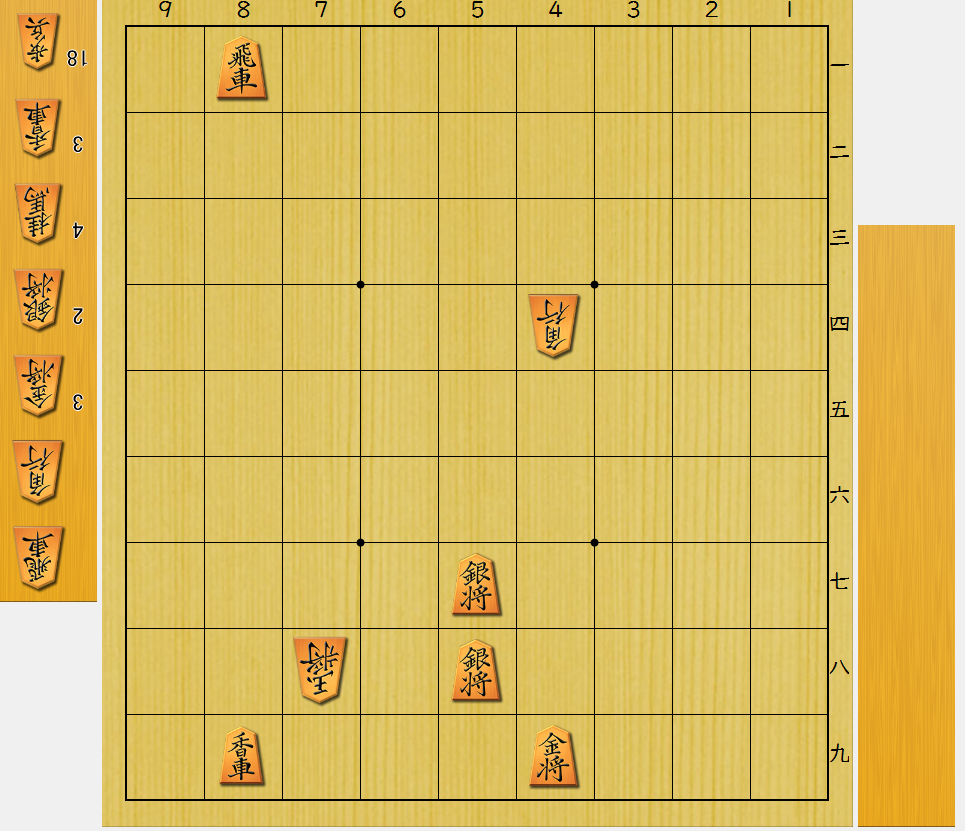 9 8 7 6 5 4 3 2 1
歩兵 18
香車 3
桂馬 4
銀将 2
金将 3
角行
飛車
飛車 一
二
三
角行 四
五
六
銀将 七
玉将 銀将 八
香車 金将 九